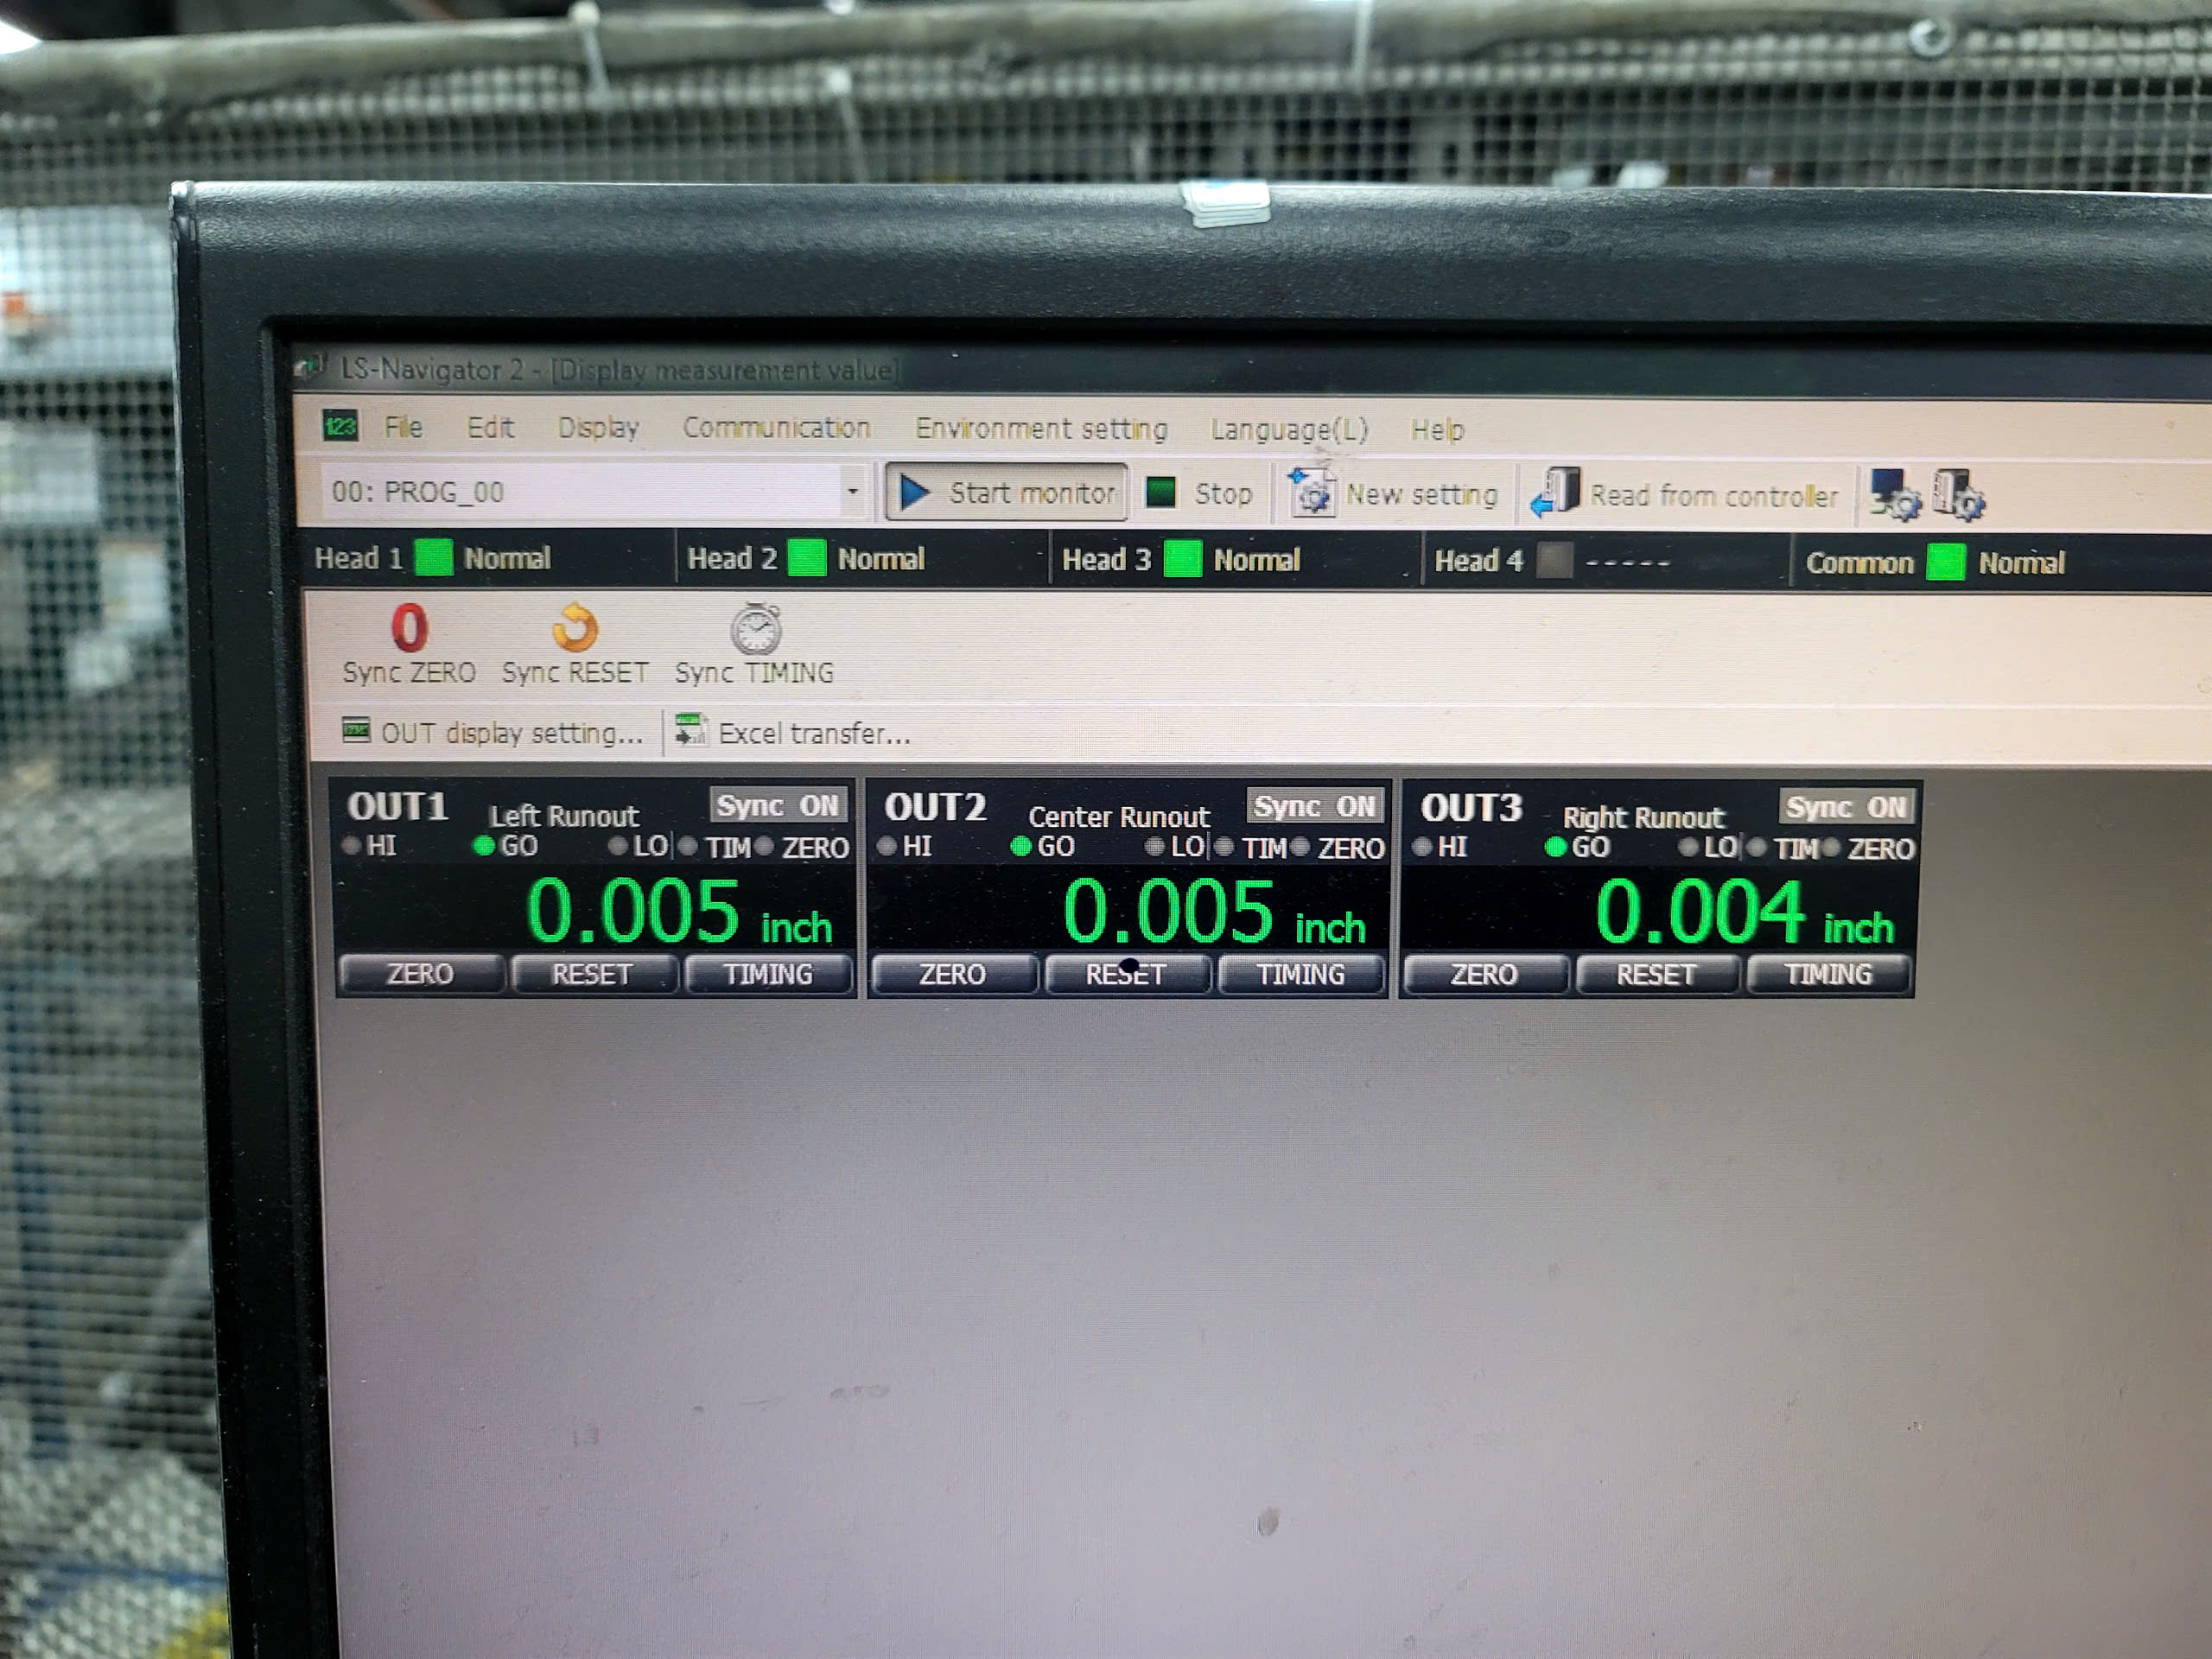 LS-Navigator 2 - [Display measurement value]
123 File Edit Display Communication Environment setting Language(L) Help
00: PROG_00 Start monitor Stop New setting Read from controller
Head 1 Normal Head 2 Normal Head 3 Normal Head 4 ----- Common Normal
0
Sync ZERO Sync RESET Sync TIMING
OUT display setting... Excel transfer...
OUT1 Left Runout Sync ON
HI GO LO TIM ZERO
0.005 inch
ZERO RESET TIMING
OUT2 Center Runout Sync ON
HI GO LO TIM ZERO
0.005 inch
ZERO RESET TIMING
OUT3 Right Runout Sync ON
HI GO LO TIM ZERO
0.004 inch
ZERO RESET TIMING